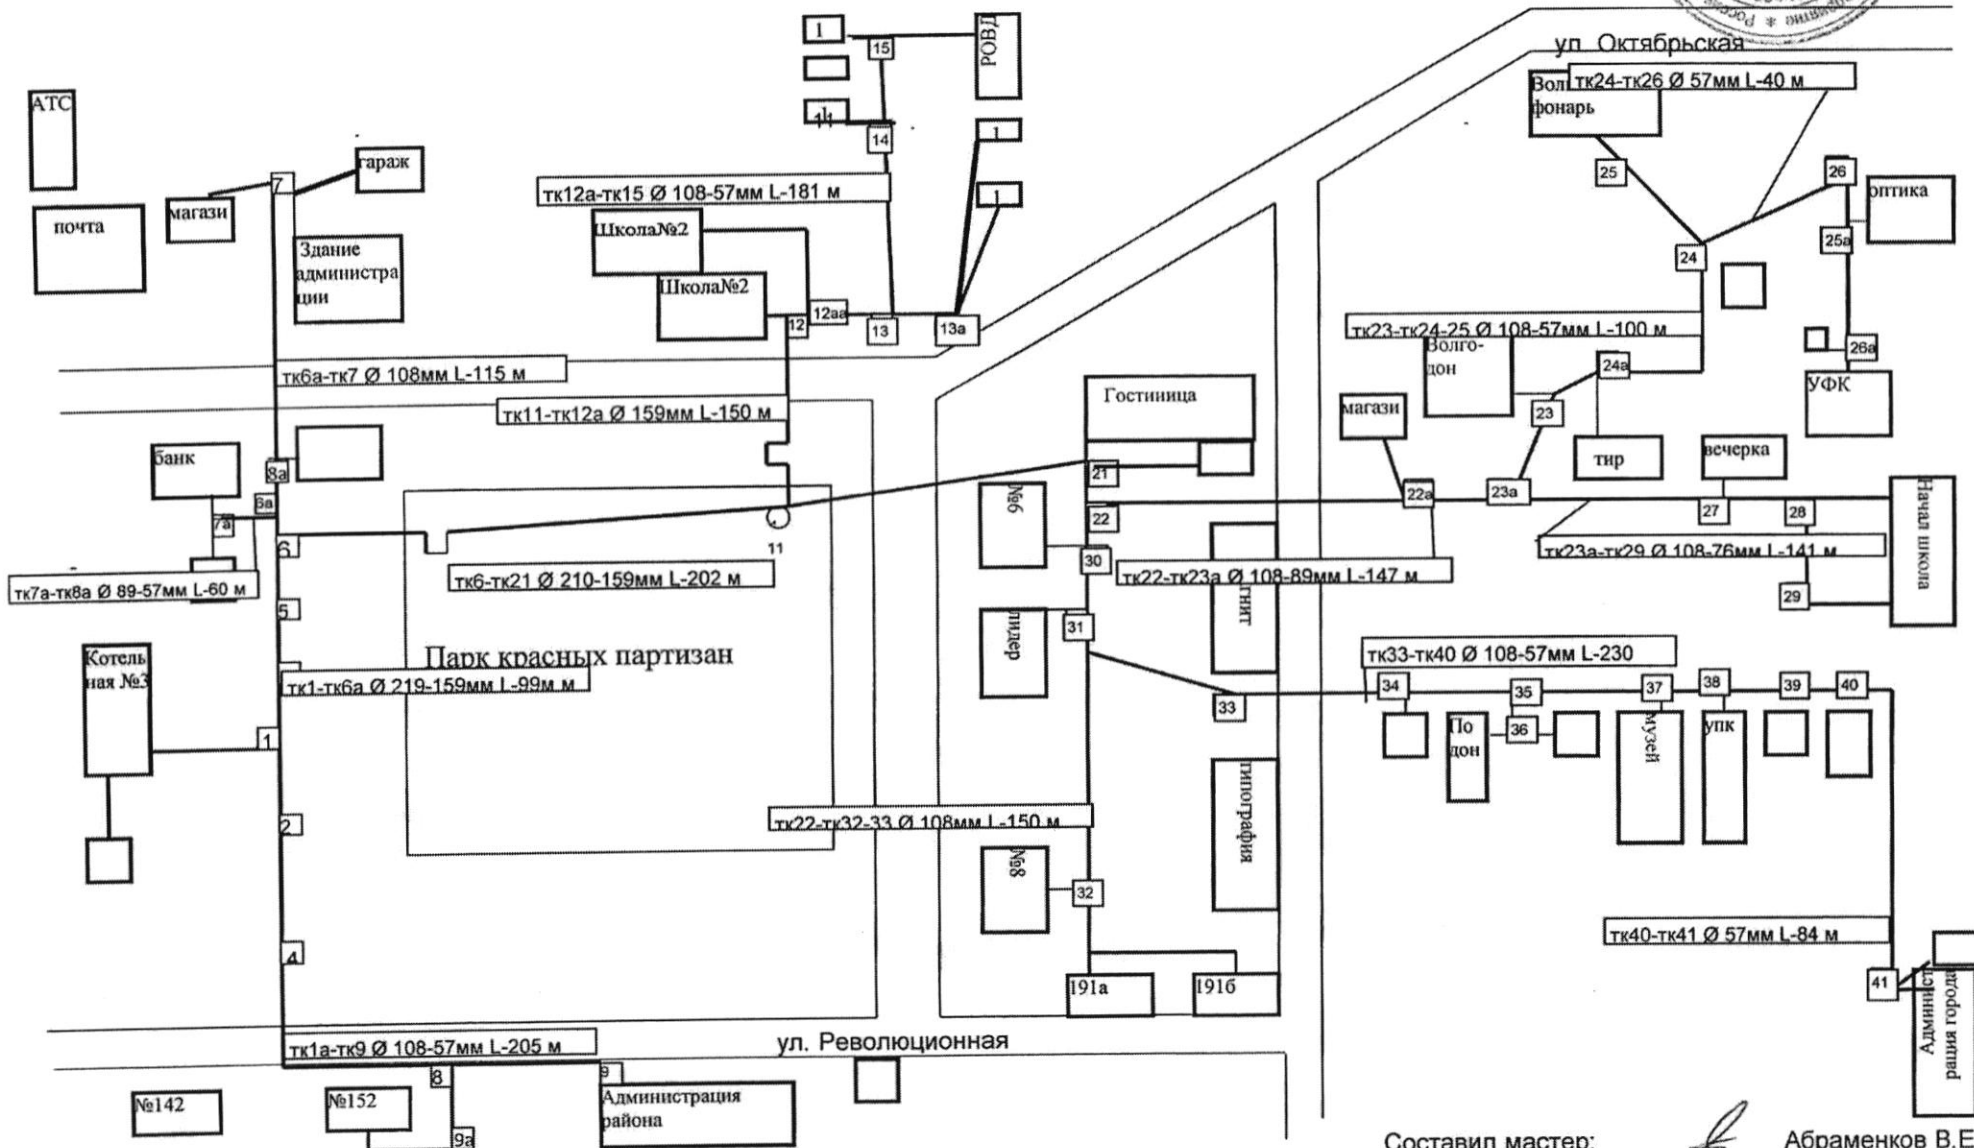 ул. Октябрьская
1
15
РОВД
14
1
1
АТС
почта
магази
7
гараж
Здание
администра
ции
тк12а-тк15 Ø 108-57мм L-181 м
Школа№2
Школа№2
12
12аа
13
13а
тк24-тк26 Ø 57мм L-40 м
фонарь
25
26
оптика
25а
24
26а
УФК
тк23-тк24-25 Ø 108-57мм L-100 м
Волго-
дон
24а
23
магази
тир
вечерка
22а
23а
27
28
29
Начал школа
тк6а-тк7 Ø 108мм L-115 м
тк11-тк12а Ø 159мм L-150 м
Гостиница
21
22
банк
8а
6а
7а
6
11
№6
30
тк7а-тк8а Ø 89-57мм L-60 м
тк6-тк21 Ø 210-159мм L-202 м
тк22-тк23а Ø 108-89мм L-147 м
тк23а-тк29 Ø 108-76мм L-141 м
гнит
5
31
лидер
Котель
ная №3
Парк красных партизан
тк1-тк6а Ø 219-159мм L-99м м
тк33-тк40 Ø 108-57мм L-230
33
34
35
37
38
39
40
36
По
дон
музей
упк
1
2
тк22-тк32-33 Ø 108мм L-150 м
типография
№8
32
4
тк40-тк41 Ø 57мм L-84 м
41
Админист
рация города
191а
191б
тк1а-тк9 Ø 108-57мм L-205 м
ул. Революционная
8
9
№142
№152
Администрация
района
9а
Составил мастер:
Абраменков В.Е